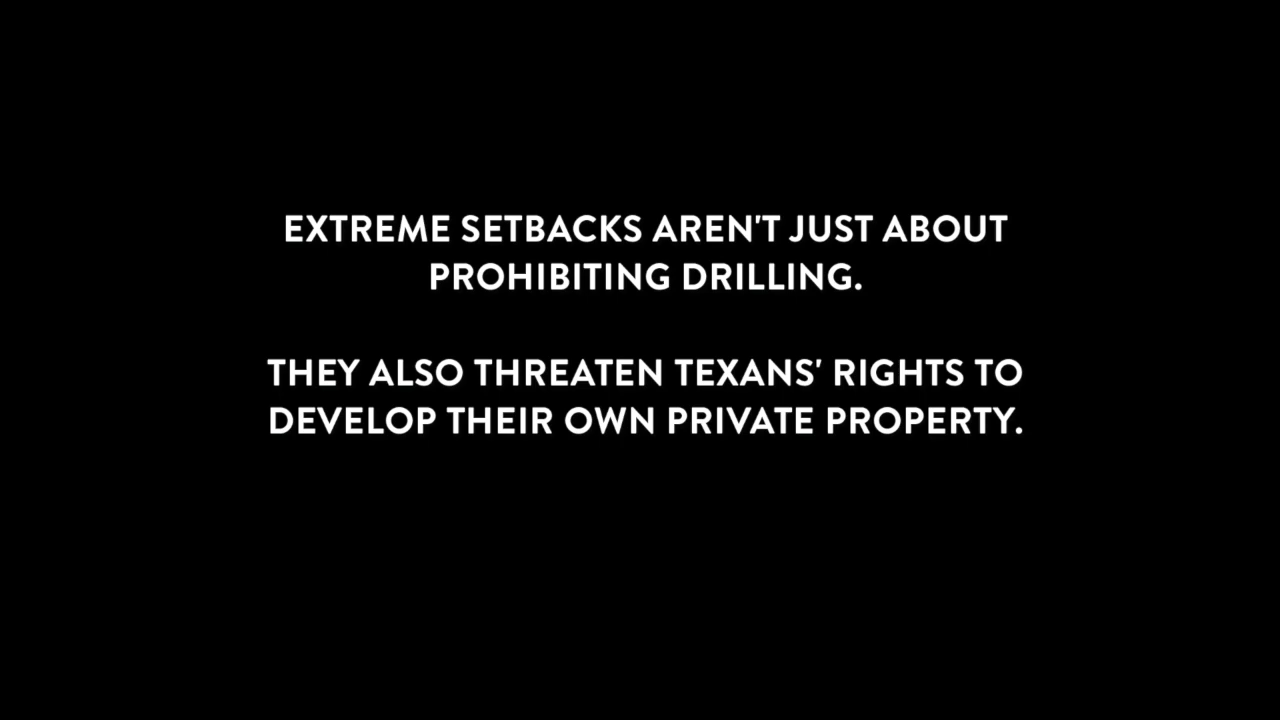 EXTREME SETBACKS AREN'T JUST ABOUT
PROHIBITING DRILLING.
THEY ALSO THREATEN TEXANS' RIGHTS TO
DEVELOP THEIR OWN PRIVATE PROPERTY.